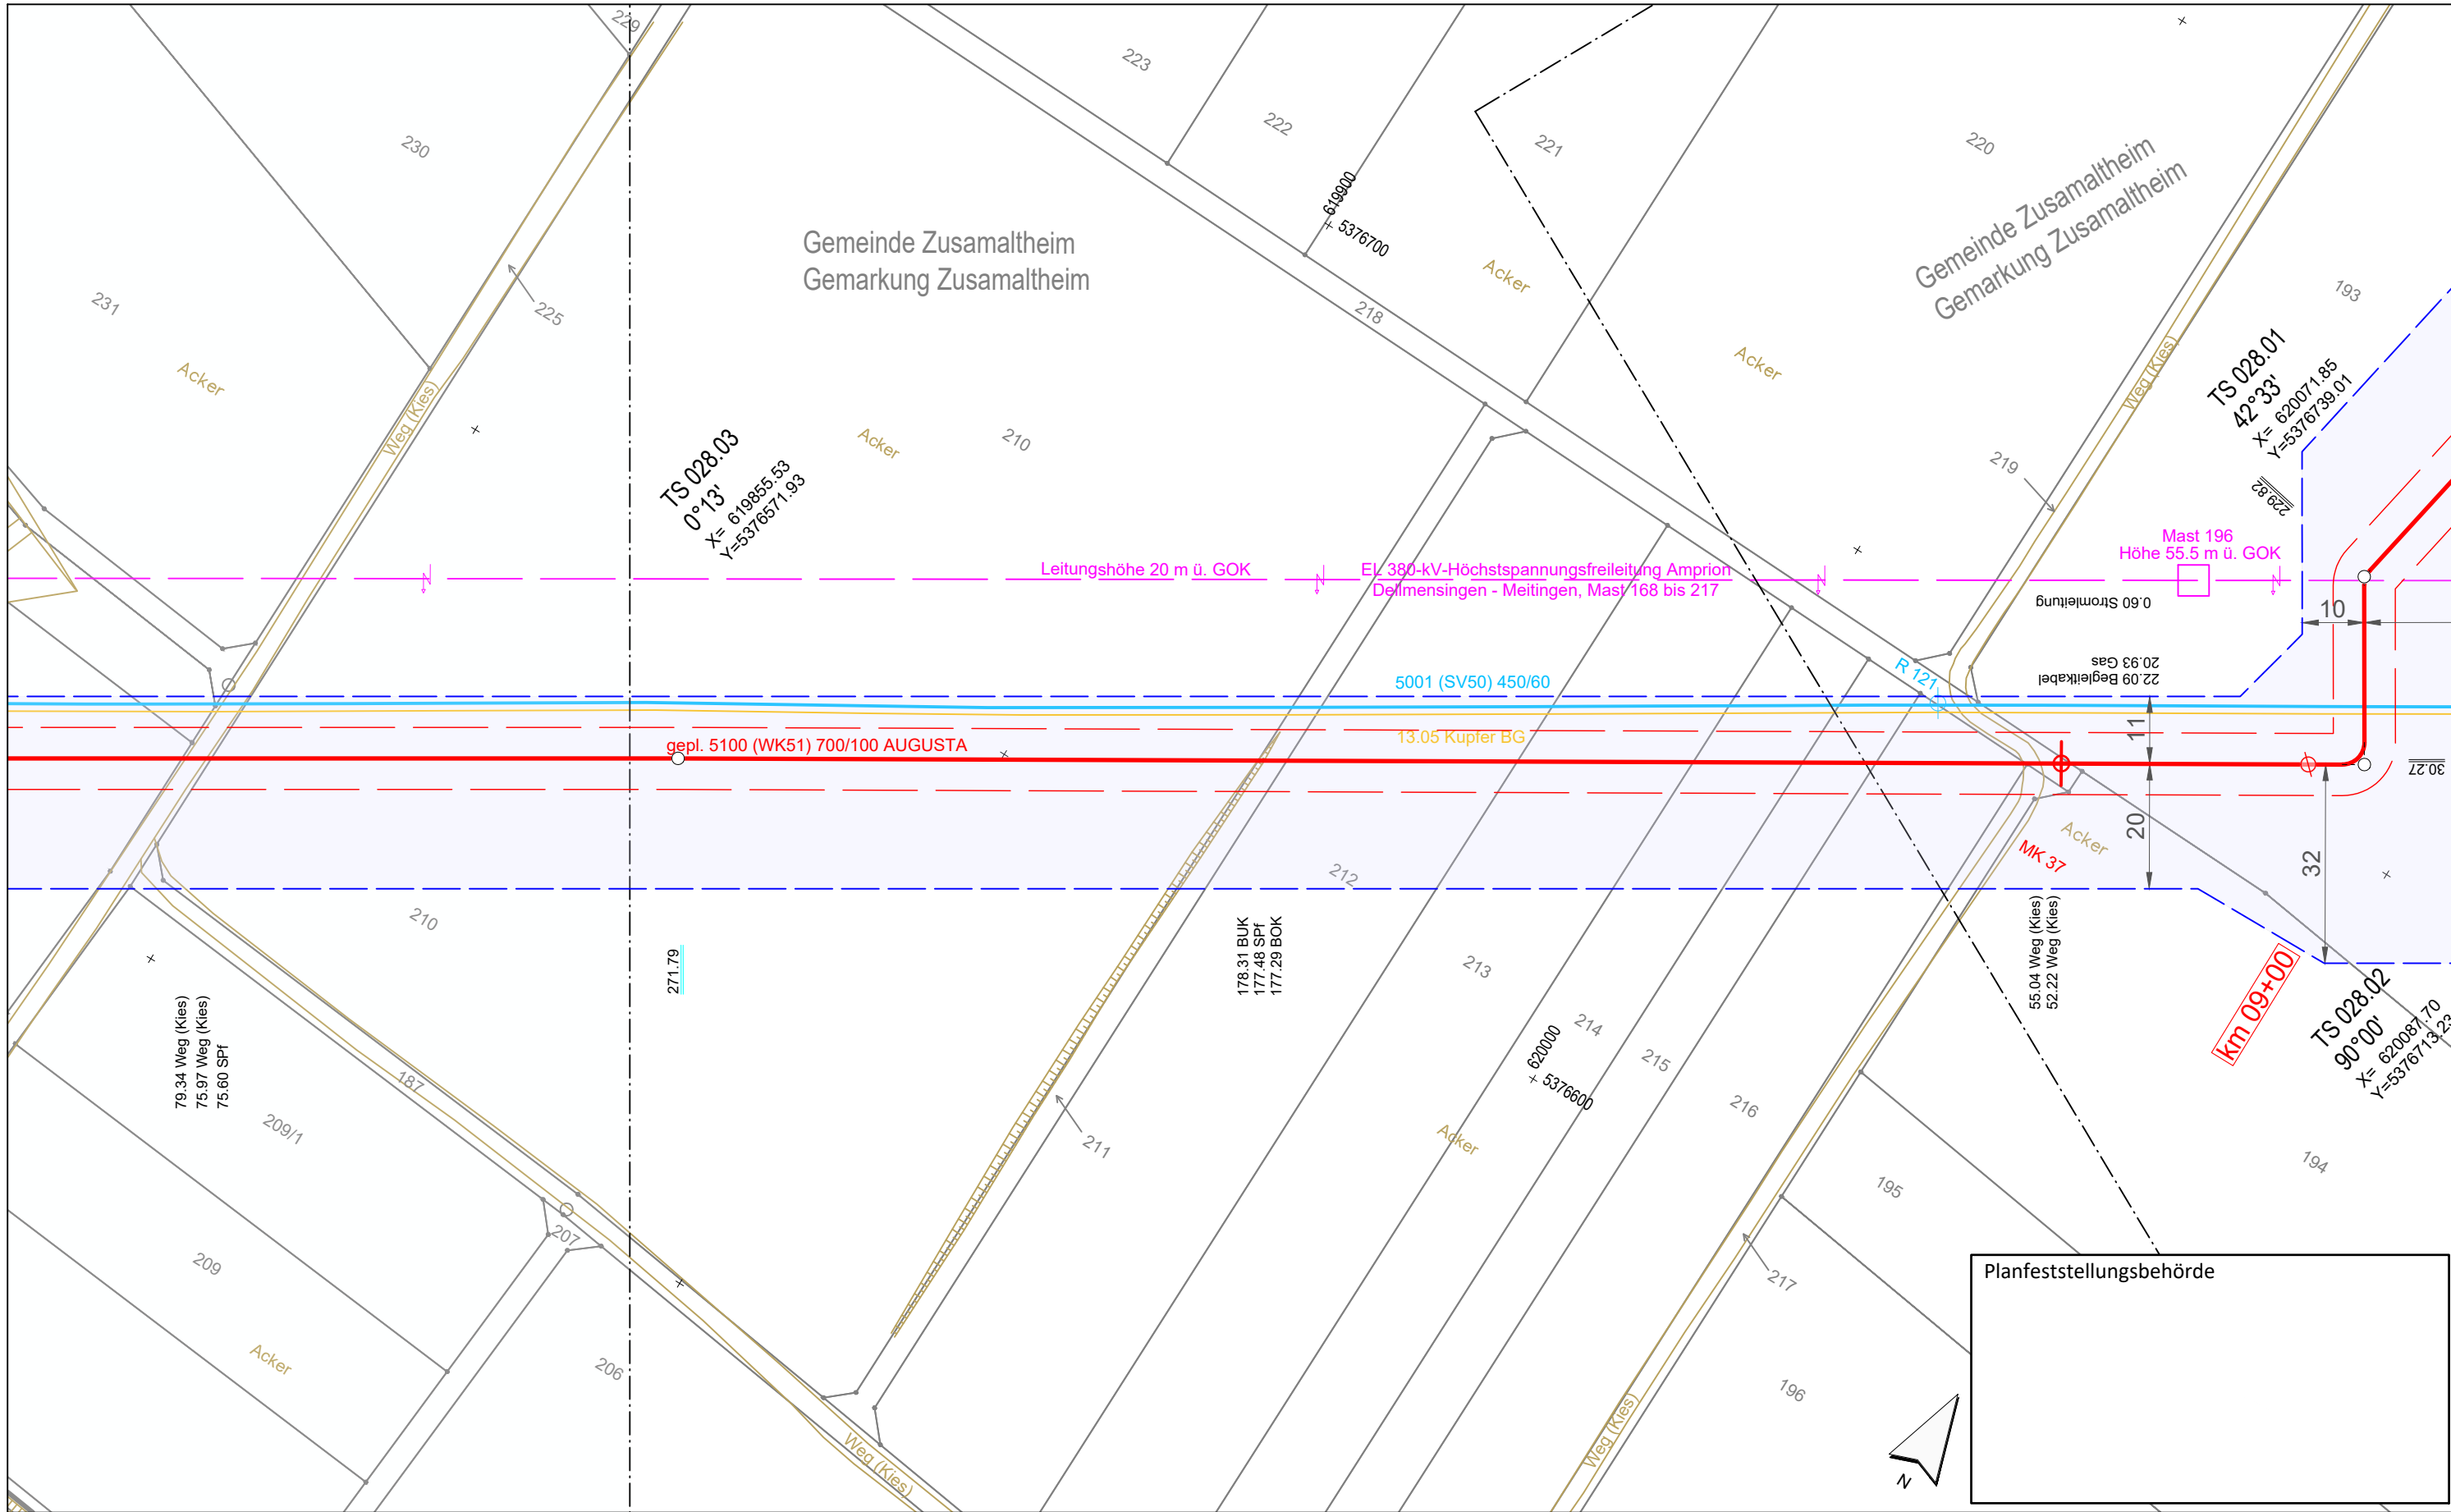 229
223
222
221
220
230
231
225
Gemeinde Zusamaltheim
Gemarkung Zusamaltheim
619900
5376700
Acker
218
Acker
Gemeinde Zusamaltheim
Gemarkung Zusamaltheim
193
Acker
Weg (Kies)
TS 028.03
0°13'
X= 619855.53
Y=5376571.93
Acker
210
219
Weg (Kies)
TS 028.01
42°33'
X= 620071.85
Y=5376739.01
229.82
Leitungshöhe 20 m ü. GOK
EL 380-kV-Höchstspannungsfreileitung Amprion
Dellmensingen - Meitingen, Mast 168 bis 217
Mast 196
Höhe 55.5 m ü. GOK
0.60 Stromleitung
10
20.93 Gas
22.09 Begleitkabel
R 121
5001 (SV50) 450/60
11
13.05 Kupfer BG
gepl. 5100 (WK51) 700/100 AUGUSTA
30.27
20
32
Acker
MK 37
212
210
271.79
178.31 BUK
177.48 SPf
177.29 BOK
213
214
215
216
620000
5376600
55.04 Weg (Kies)
52.22 Weg (Kies)
km 09+00
TS 028.02
90°00'
X= 620087.70
Y=5376713.23
79.34 Weg (Kies)
75.97 Weg (Kies)
75.60 SPf
187
209/1
211
Acker
195
194
207
209
217
206
Acker
196
Weg (Kies)
Weg (Kies)
N
Planfeststellungsbehörde